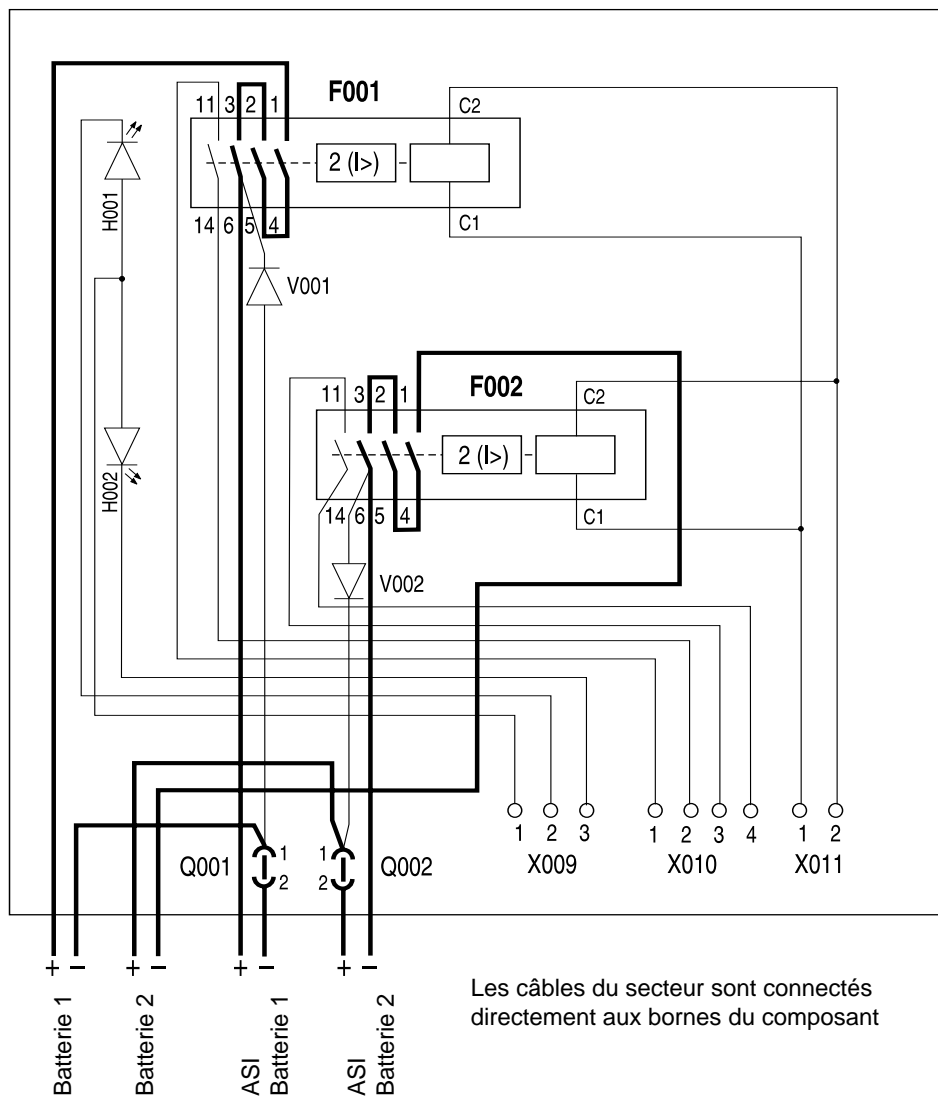 F001
11 3 2 1
C2
2 (I>)
H001
14 6 5 4
C1
V001
F002
11 3 2 1
C2
2 (I>)
H002
14 6 5 4
C1
V002
1 2 3
1 2 3 4
1 2
X009
X010
X011
Q001
1
2
1
2
Q002
+ − + − + − + −
Batterie 1
Batterie 2
ASI
Batterie 1
ASI
Batterie 2
Les câbles du secteur sont connectés
directement aux bornes du composant